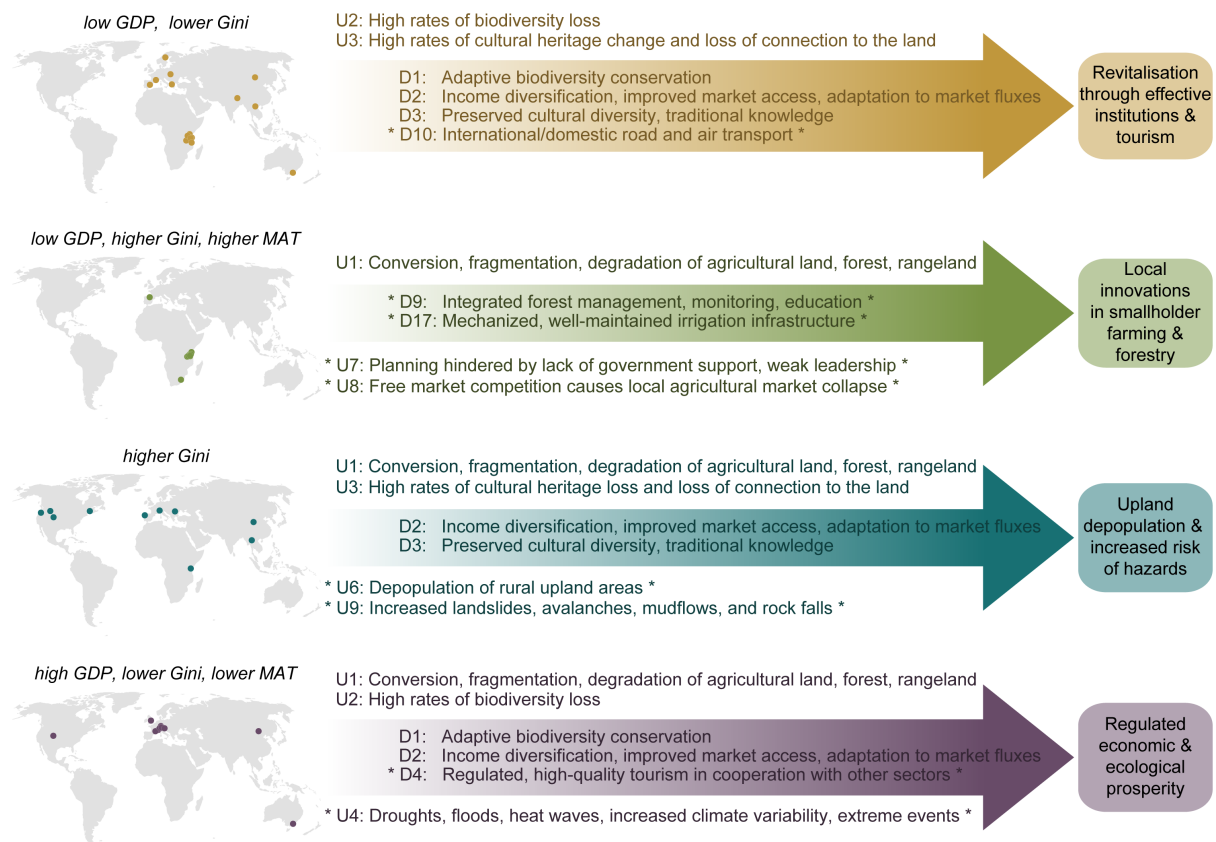 low GDP,  lower Gini
U2: High rates of biodiversity loss
U3: High rates of cultural heritage change and loss of connection to the land
D1: Adaptive biodiversity conservation
D2: Income diversification, improved market access, adaptation to market fluxes
D3: Preserved cultural diversity, traditional knowledge
* D10: International/domestic road and air transport *
Revitalisation
through effective
institutions &
tourism
low GDP, higher Gini, higher MAT
U1: Conversion, fragmentation, degradation of agricultural land, forest, rangeland
* D9: Integrated forest management, monitoring, education *
* D17: Mechanized, well-maintained irrigation infrastructure *
* U7: Planning hindered by lack of government support, weak leadership *
* U8: Free market competition causes local agricultural market collapse *
Local
innovations
in smallholder
farming &
forestry
higher Gini
U1: Conversion, fragmentation, degradation of agricultural land, forest, rangeland
U3: High rates of cultural heritage loss and loss of connection to the land
D2: Income diversification, improved market access, adaptation to market fluxes
D3: Preserved cultural diversity, traditional knowledge
* U6: Depopulation of rural upland areas *
* U9: Increased landslides, avalanches, mudflows, and rock falls *
Upland
depopulation &
increased risk
of hazards
high GDP, lower Gini, lower MAT
U1: Conversion, fragmentation, degradation of agricultural land, forest, rangeland
U2: High rates of biodiversity loss
D1: Adaptive biodiversity conservation
D2: Income diversification, improved market access, adaptation to market fluxes
* D4: Regulated, high-quality tourism in cooperation with other sectors *
* U4: Droughts, floods, heat waves, increased climate variability, extreme events *
Regulated
economic &
ecological
prosperity